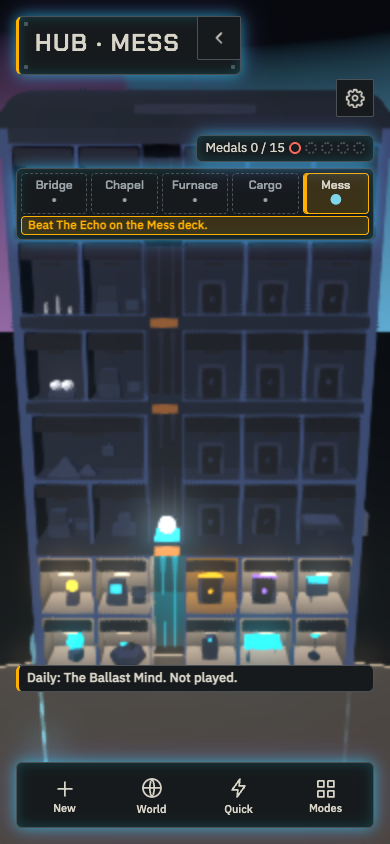 HUB · MESS
Medals 0 / 15
Bridge Chapel Furnace Cargo Mess
Beat The Echo on the Mess deck.
Daily: The Ballast Mind. Not played.
New World Quick Modes